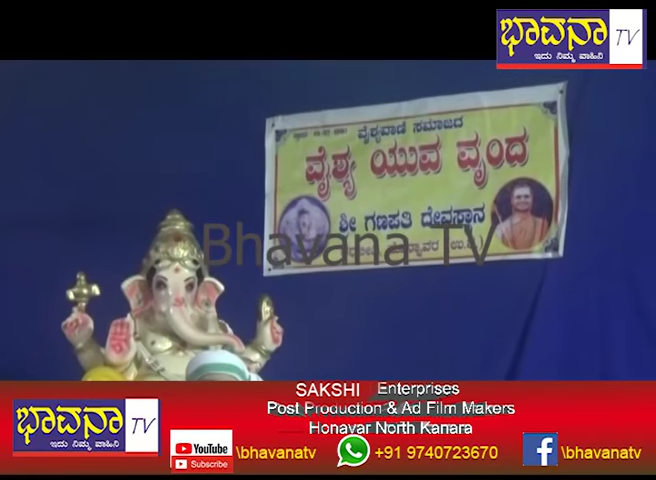 ಭಾವನಾ TV
ಇದು ನಿಮ್ಮ ವಾಹಿನಿ
ವೈಶ್ಯವಾಣಿ ಸಮಾಜದ
ವೈಶ್ಯ ಯುವ ವೃಂದ
ಶ್ರೀ ಗಣಪತಿ ದೇವಸ್ಥಾನ
Bhavana TV
SAKSHI Enterprises
Post Production & Ad Film Makers
Honavar North Kanara
ಭಾವನಾ TV
ಇದು ನಿಮ್ಮ ವಾಹಿನಿ
YouTube \bhavanatv +91 9740723670 \bhavanatv
Subscribe